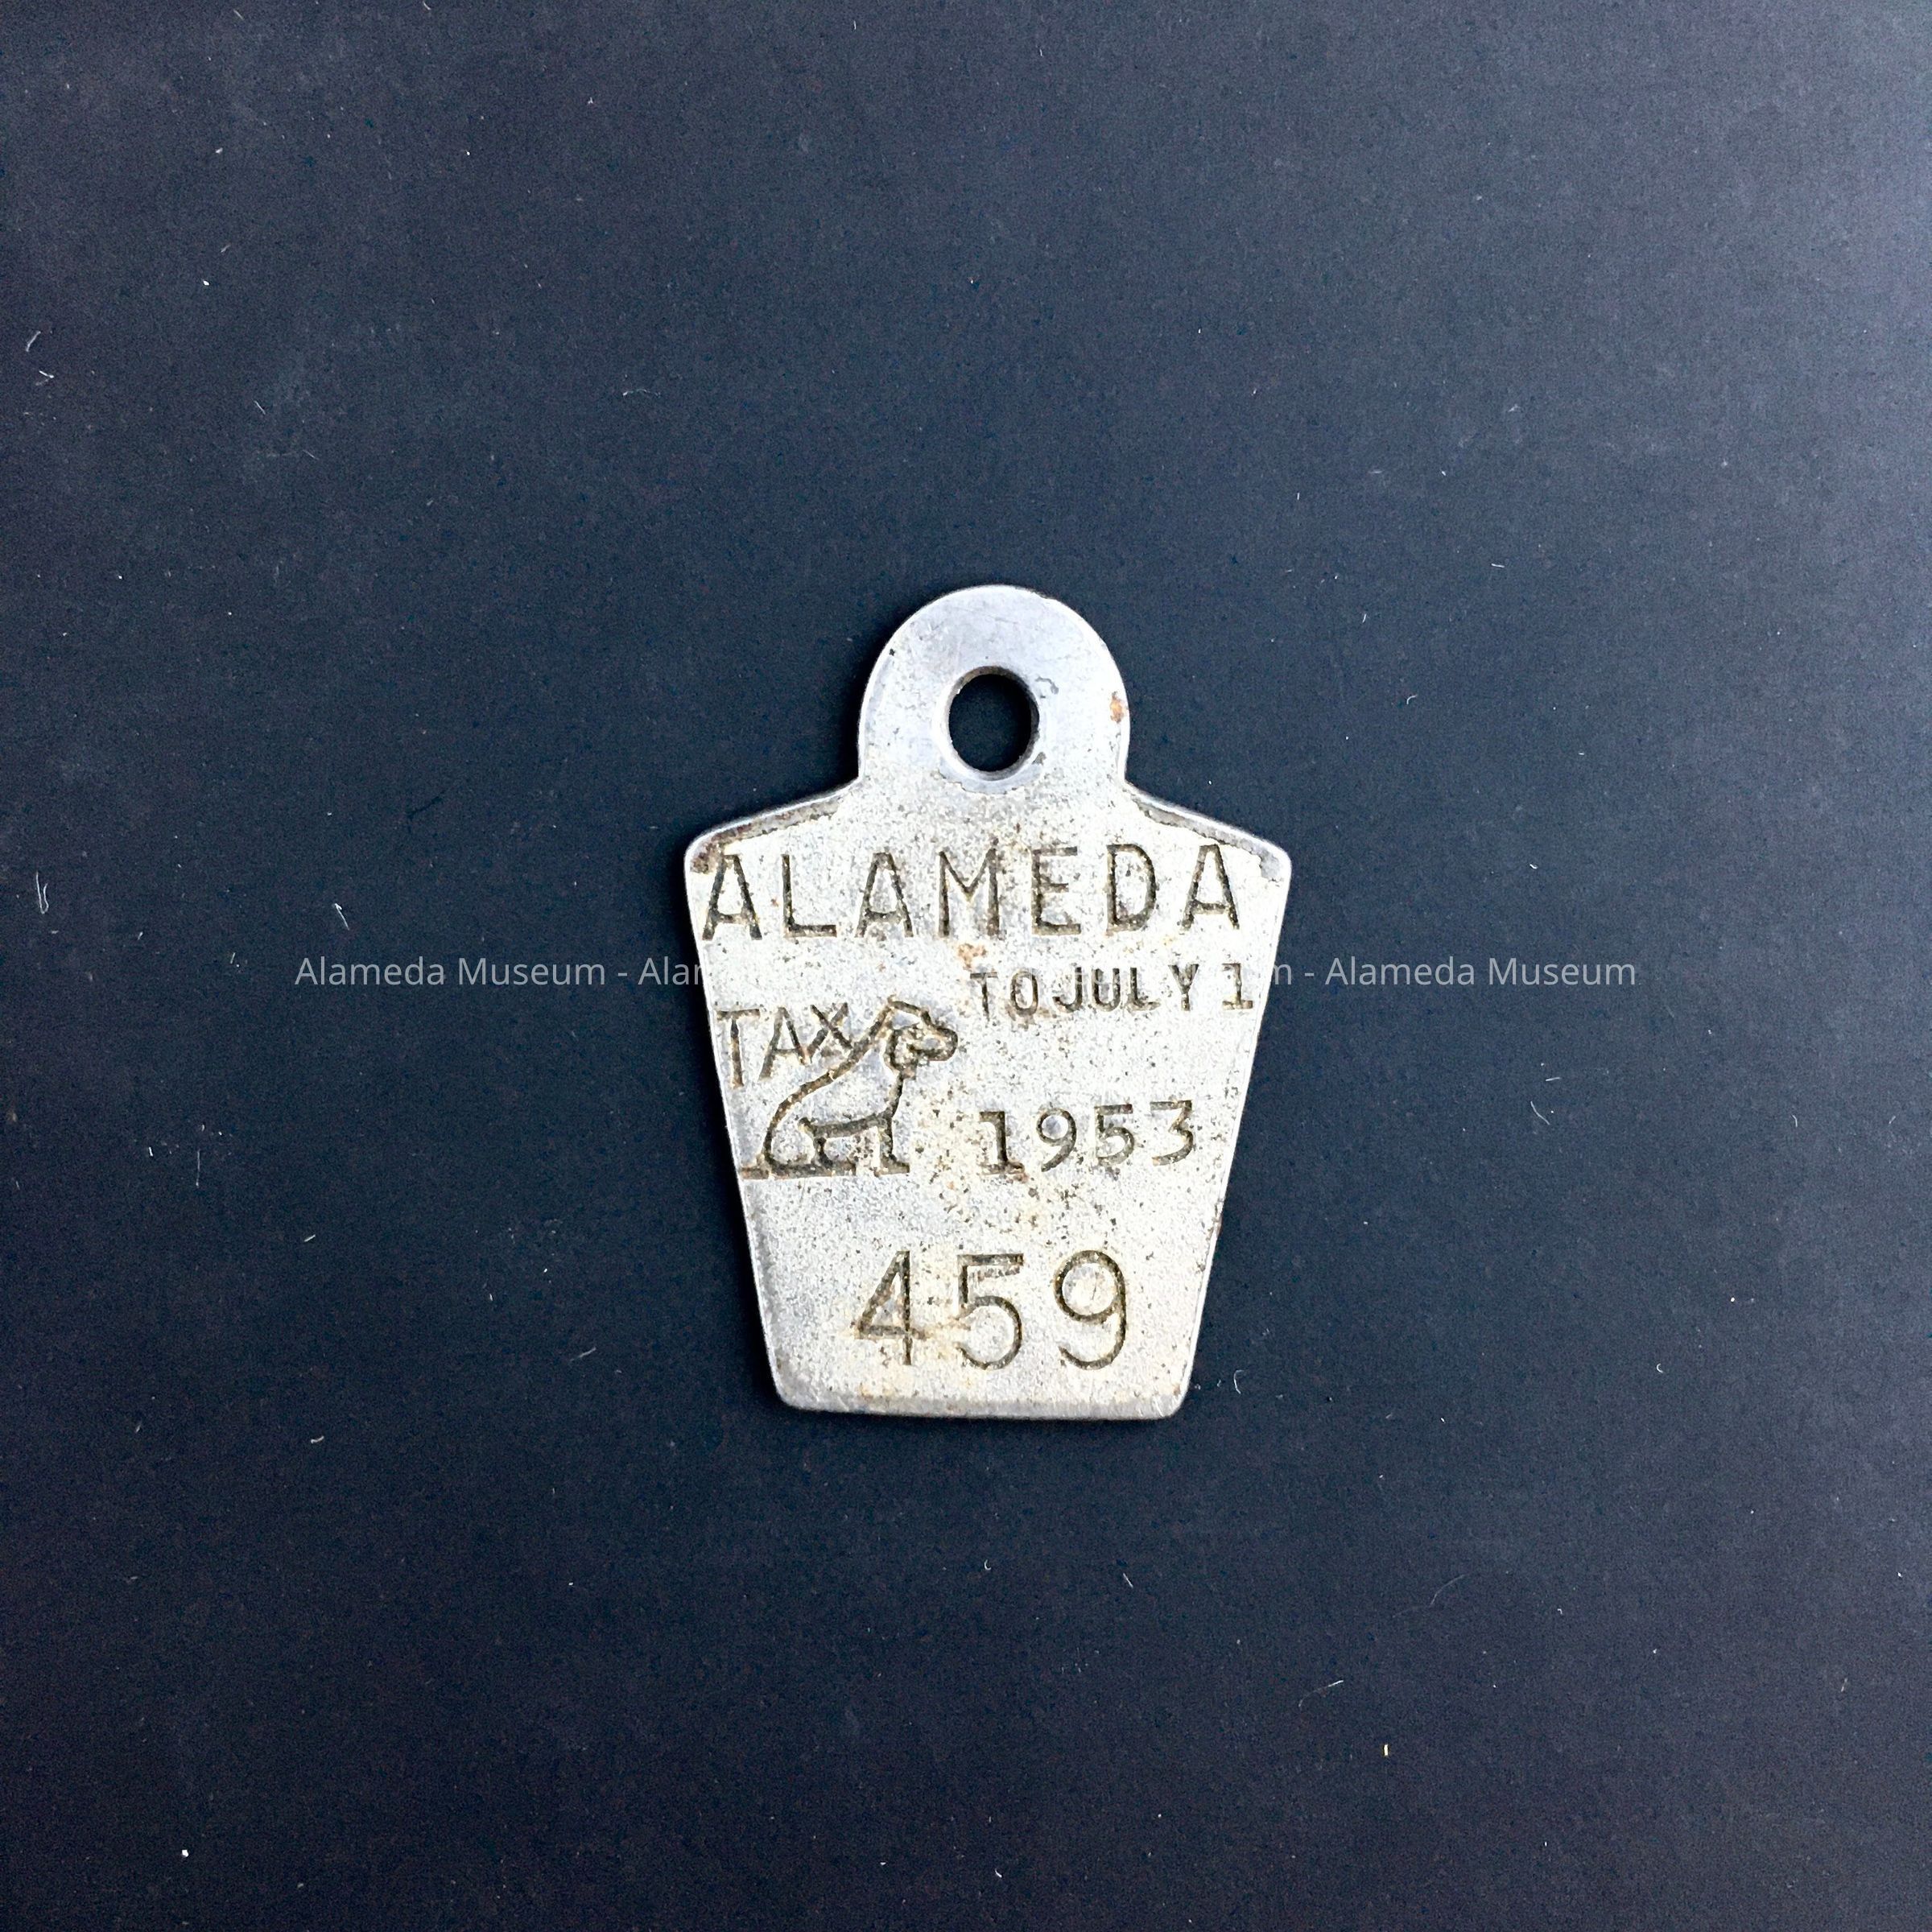 ALAMEDA
Alameda Museum - Alam - Alameda Museum
TO JULY 1
TAX
1953
459